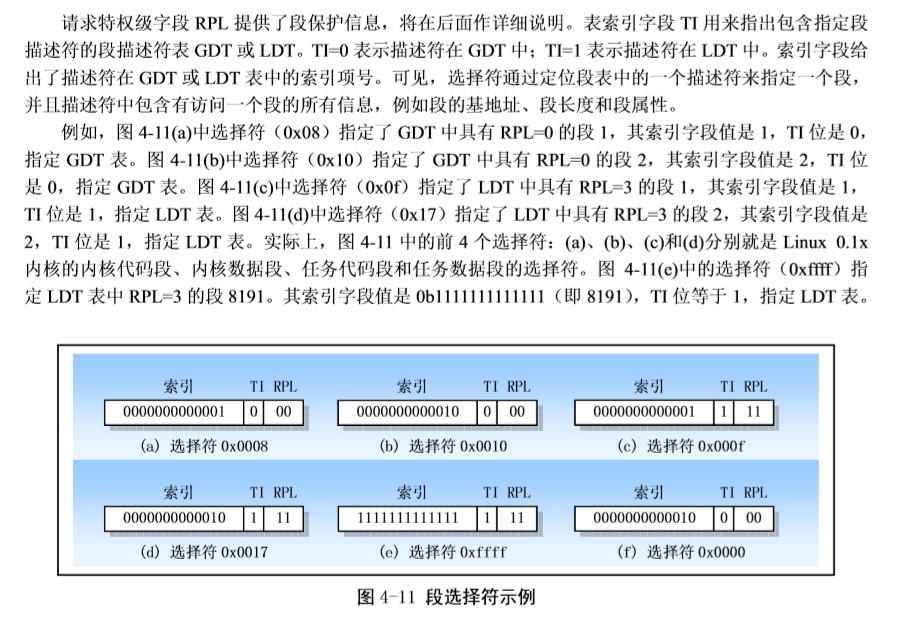 请求特权级字段 RPL 提供了段保护信息，将在后面作详细说明。表索引字段 TI 用来指出包含指定段
描述符的段描述符表 GDT 或 LDT。TI=0 表示描述符在 GDT 中；TI=1 表示描述符在 LDT 中。索引字段给
出了描述符在 GDT 或 LDT 表中的索引项号。可见，选择符通过定位段表中的一个描述符来指定一个段，
并且描述符中包含有访问一个段的所有信息，例如段的基地址、段长度和段属性。
例如，图 4-11(a)中选择符（0x08）指定了 GDT 中具有 RPL=0 的段 1，其索引字段值是 1，TI 位是 0，
指定 GDT 表。图 4-11(b)中选择符（0x10）指定了 GDT 中具有 RPL=0 的段 2，其索引字段值是 2，TI 位
是 0，指定 GDT 表。图 4-11(c)中选择符（0x0f）指定了 LDT 中具有 RPL=3 的段 1，其索引字段值是 1，
TI 位是 1，指定 LDT 表。图 4-11(d)中选择符（0x17）指定了 LDT 中具有 RPL=3 的段 2，其索引字段值是
2，TI 位是 1，指定 LDT 表。实际上，图 4-11 中的前 4 个选择符：(a)、(b)、(c)和(d)分别就是 Linux 0.1x
内核的内核代码段、内核数据段、任务代码段和任务数据段的选择符。图 4-11(e)中的选择符（0xffff）指
定 LDT 表中 RPL=3 的段 8191。其索引字段值是 0b1111111111111（即 8191），TI 位等于 1，指定 LDT 表。
索引 TI RPL 索引 TI RPL 索引 TI RPL
0000000000001 0 00 0000000000010 0 00 0000000000001 1 11
(a) 选择符 0x0008 (b) 选择符 0x0010 (c) 选择符 0x000f
索引 TI RPL 索引 TI RPL 索引 TI RPL
0000000000010 1 11 1111111111111 1 11 0000000000010 0 00
(d) 选择符 0x0017 (e) 选择符 0xffff (f) 选择符 0x0000
图 4-11 段选择符示例